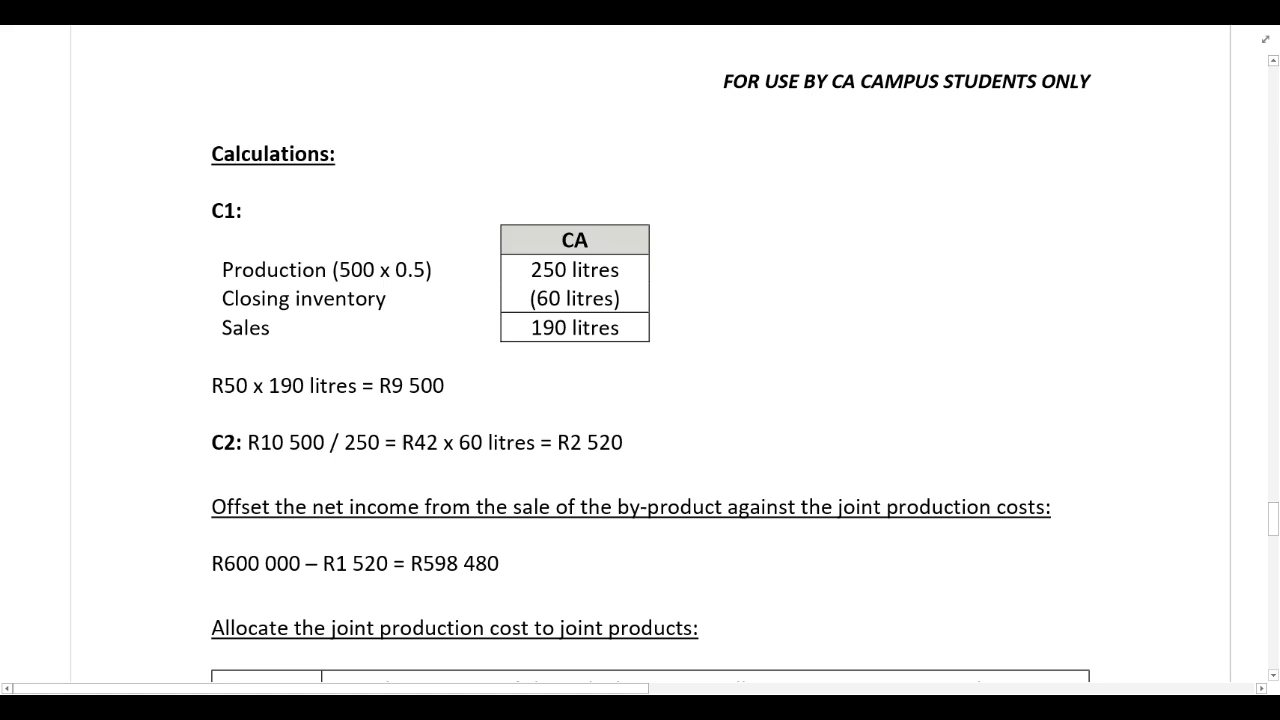 FOR USE BY CA CAMPUS STUDENTS ONLY
Calculations:
C1:
CA
Production (500 x 0.5) 250 litres
Closing inventory (60 litres)
Sales 190 litres
R50 x 190 litres = R9 500
C2: R10 500 / 250 = R42 x 60 litres = R2 520
Offset the net income from the sale of the by-product against the joint production costs:
R600 000 – R1 520 = R598 480
Allocate the joint production cost to joint products: